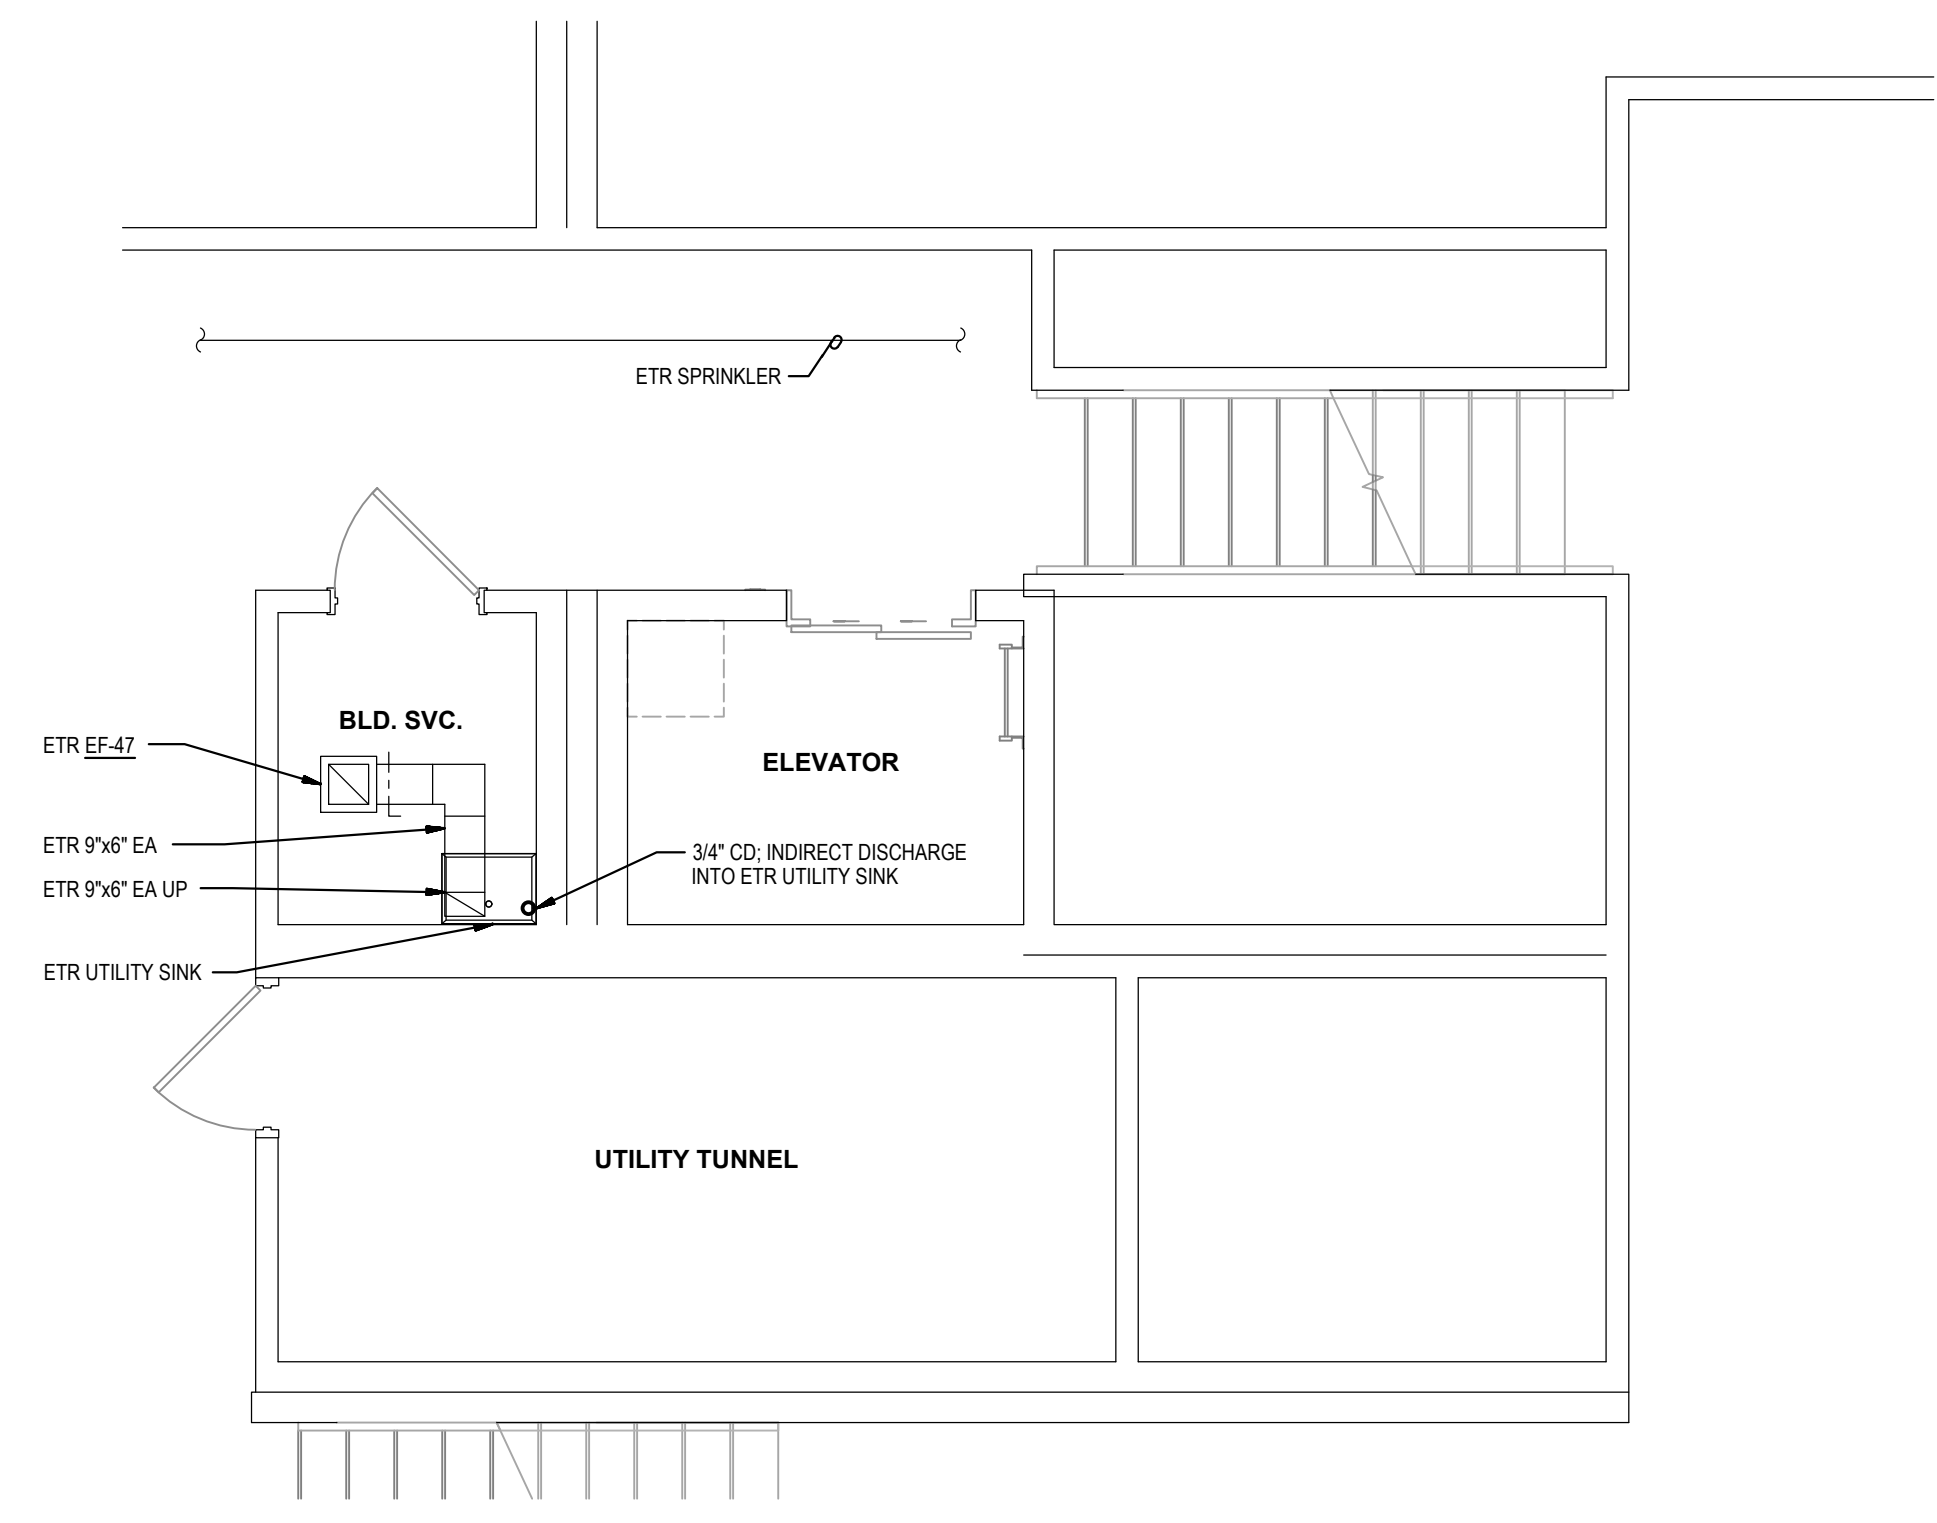 ETR SPRINKLER
BLD. SVC.
ETR EF-47
ELEVATOR
ETR 9"x6" EA
3/4" CD; INDIRECT DISCHARGE
INTO ETR UTILITY SINK
ETR 9"x6" EA UP
ETR UTILITY SINK
UTILITY TUNNEL